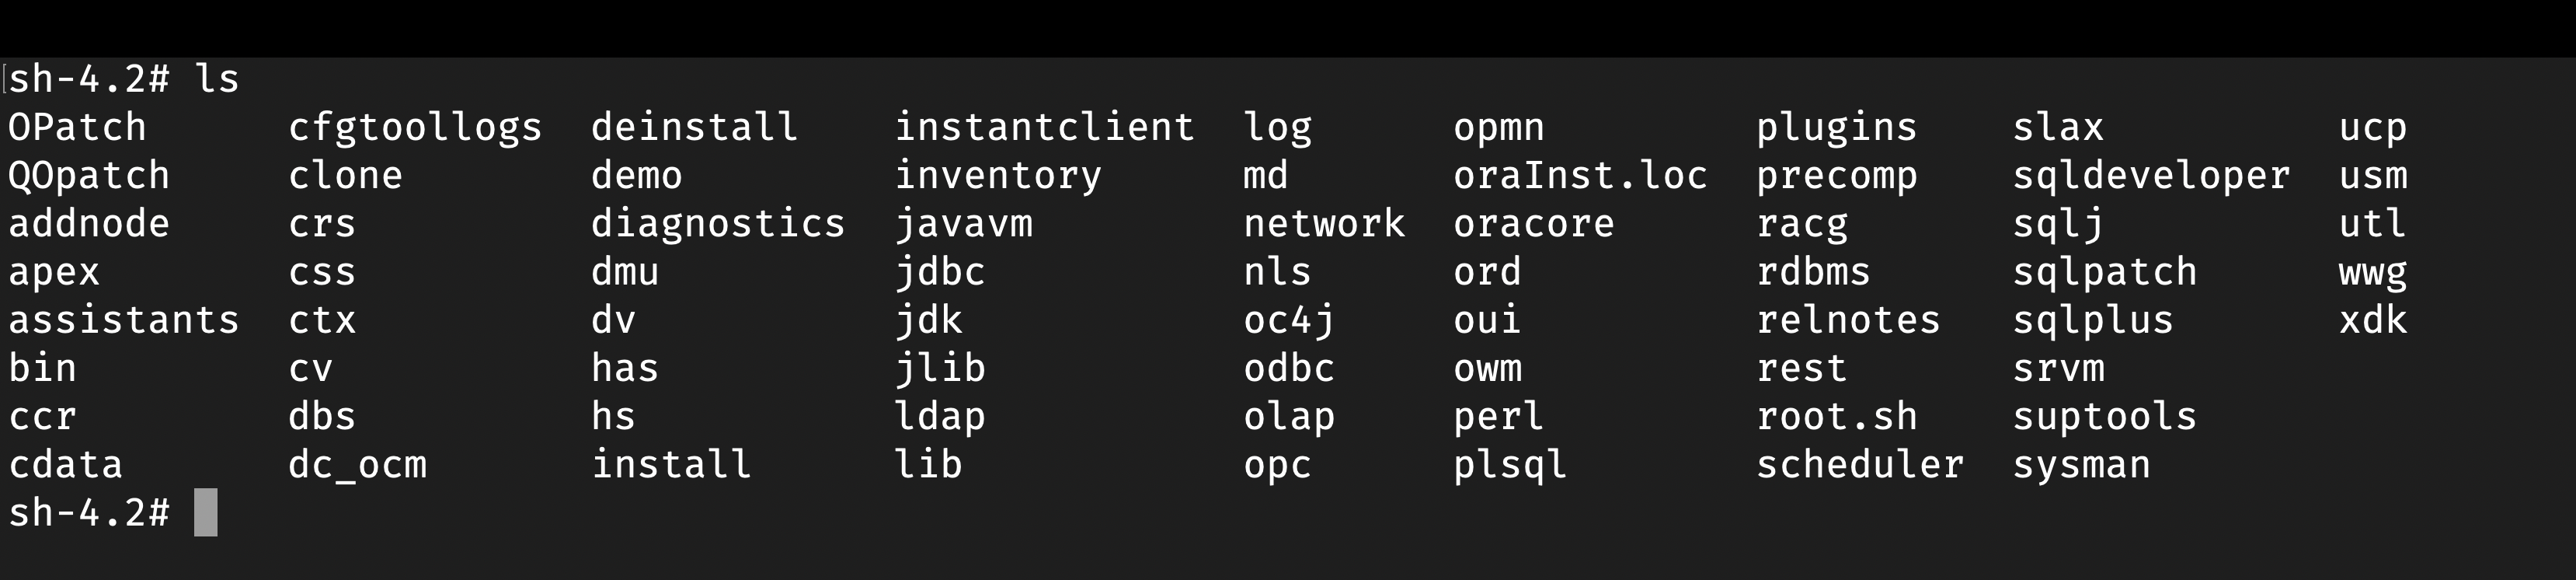 sh-4.2# ls
OPatch cfgtoollogs deinstall instantclient log opmn plugins slax ucp
QOpatch clone demo inventory md oraInst.loc precomp sqldeveloper usm
addnode crs diagnostics javavm network oracore racg sqlj utl
apex css dmu jdbc nls ord rdbms sqlpatch wwg
assistants ctx dv jdk oc4j oui relnotes sqlplus xdk
bin cv has jlib odbc owm rest srvm
ccr dbs hs ldap olap perl root.sh suptools
cdata dc_ocm install lib opc plsql scheduler sysman
sh-4.2#